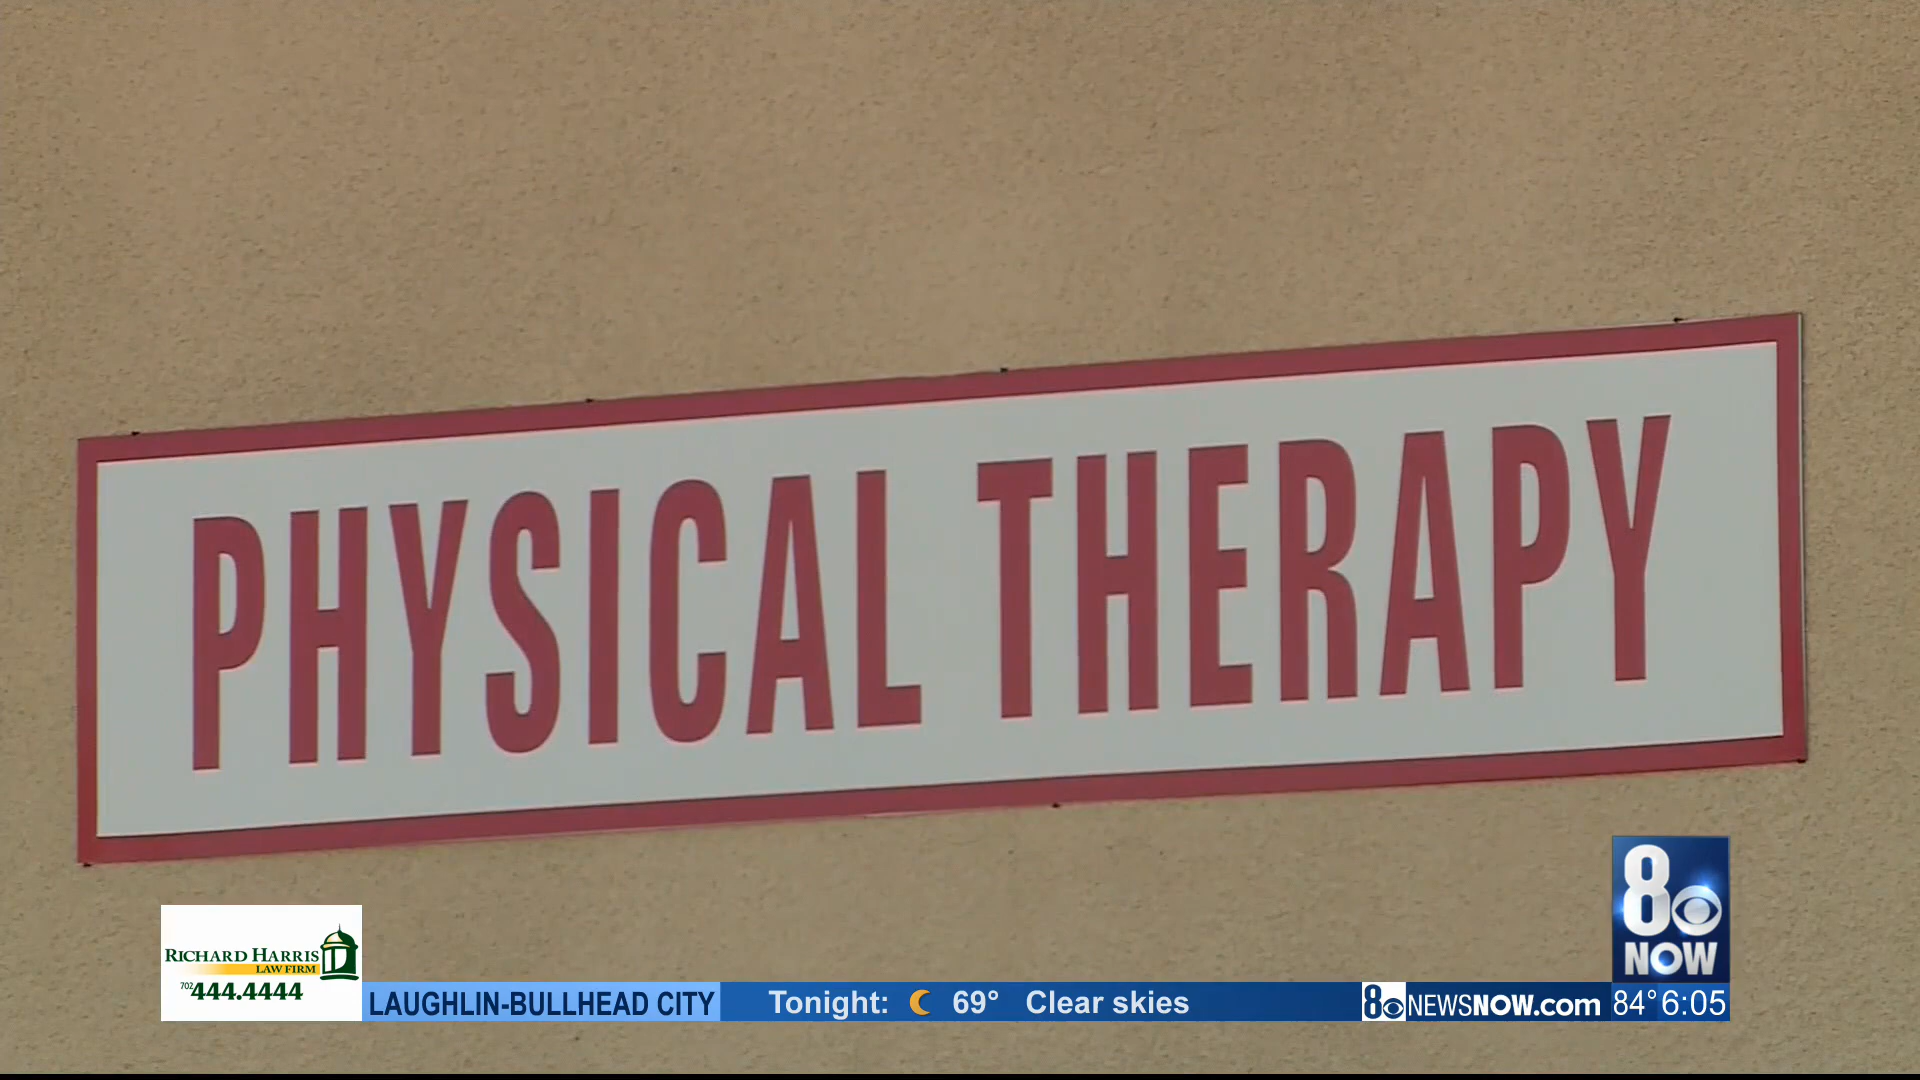 PHYSICAL THERAPY
8
NOW
RICHARD HARRIS
LAW FIRM
702 444.4444
LAUGHLIN-BULLHEAD CITY Tonight: 69° Clear skies 8 NEWSNOW.com 84° 6:05